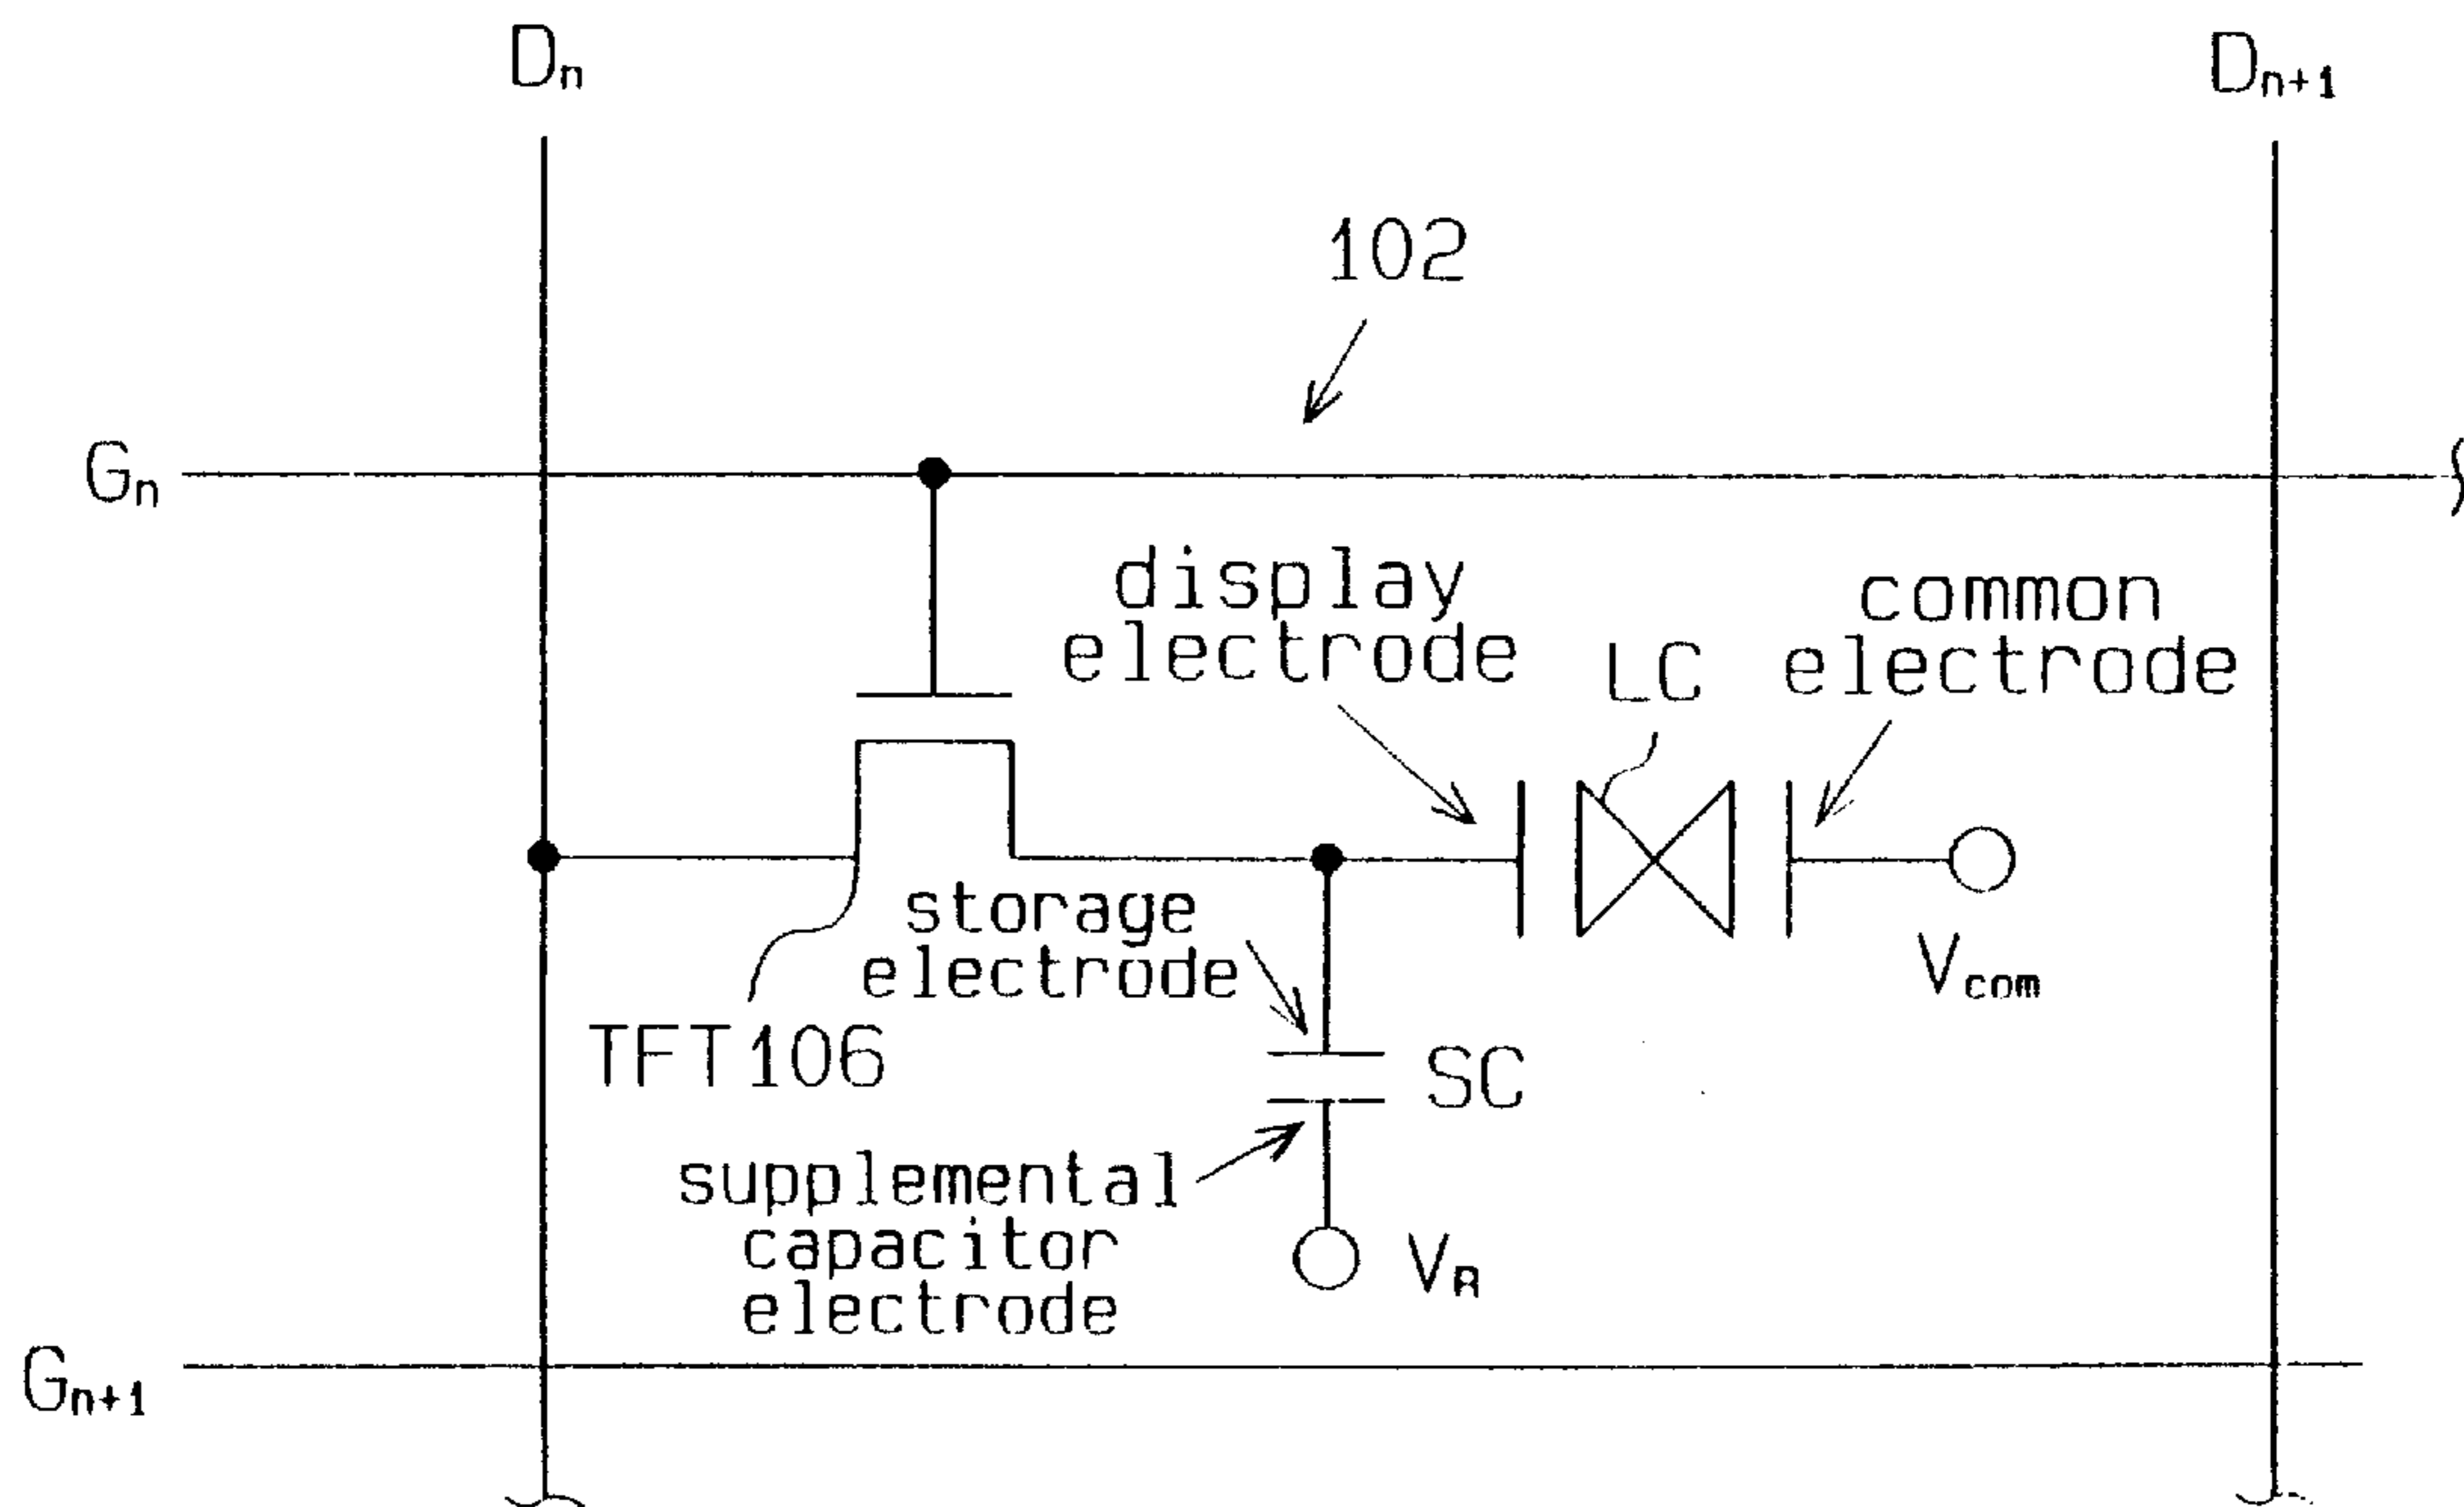 Dn
Dn+1
102
Gn
display
electrode
LC
common
electrode
storage
electrode
Vcom
TFT106
SC
supplemental
capacitor
electrode
VR
Gn+1